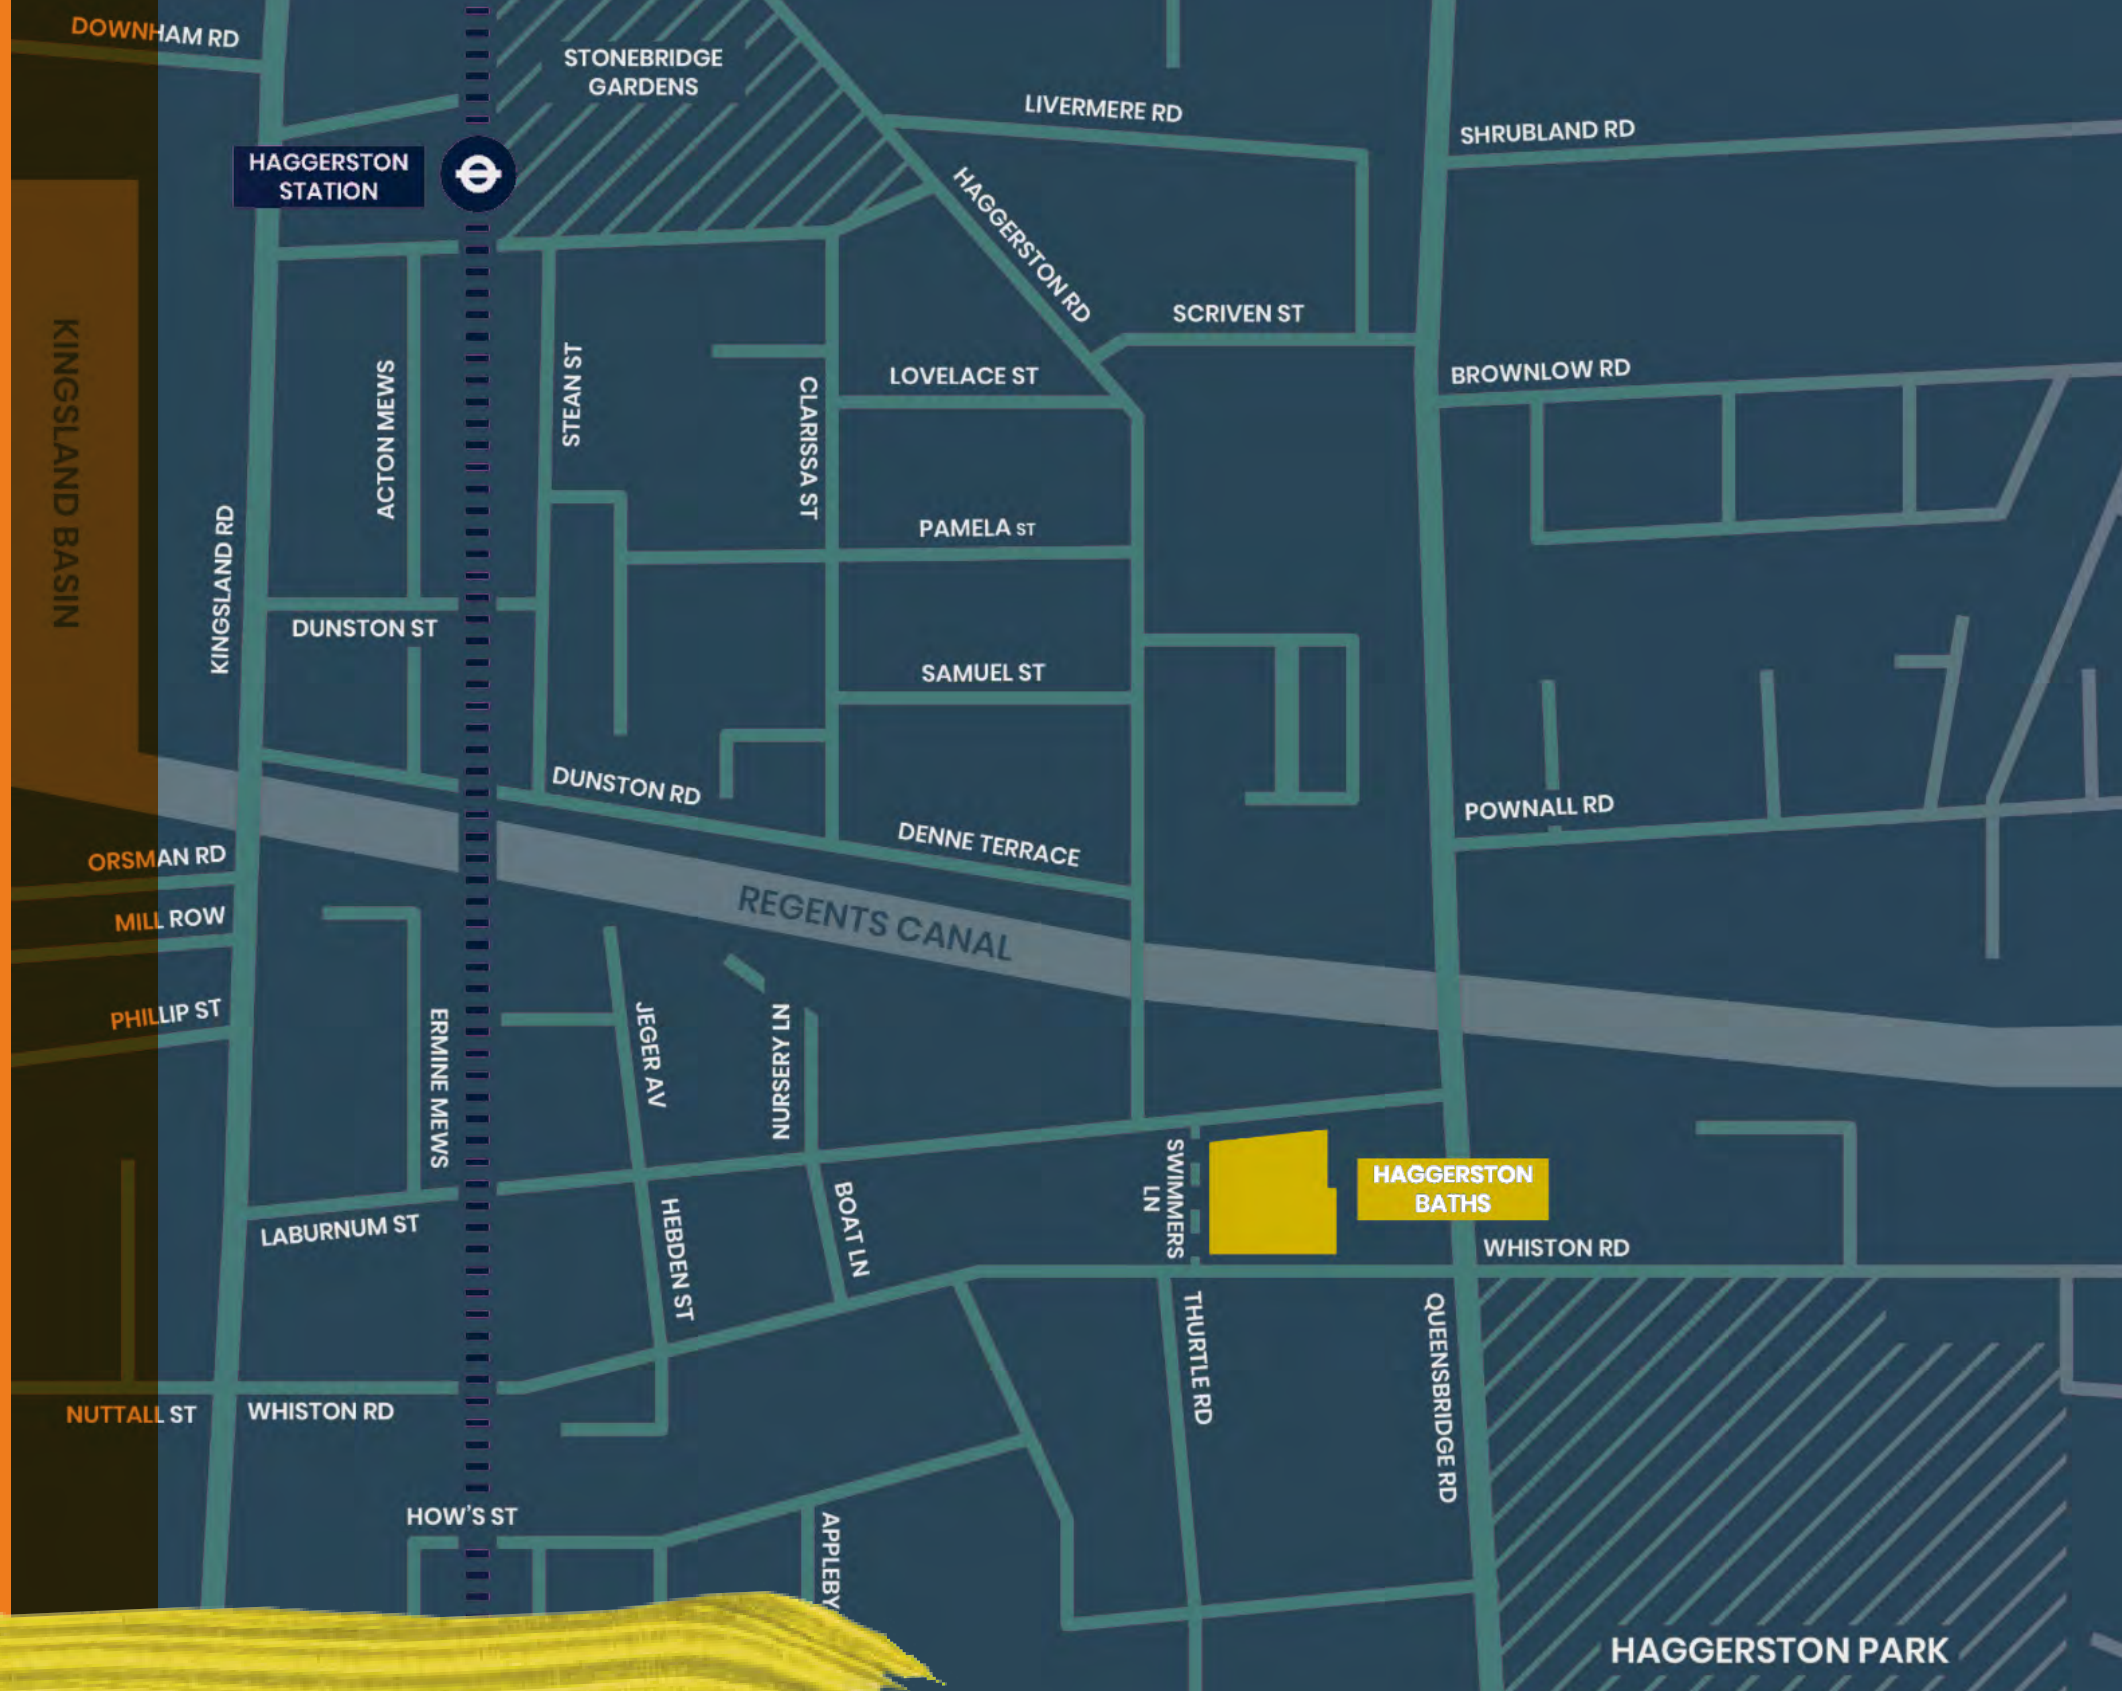 DOWNHAM RD
STONEBRIDGE
GARDENS
LIVERMERE RD
SHRUBLAND RD
HAGGERSTON
STATION
HAGGERSTON RD
SCRIVEN ST
KINGSLAND BASIN
KINGSLAND RD
ACTON MEWS
STEAN ST
CLARISSA ST
LOVELACE ST
BROWNLOW RD
PAMELA ST
DUNSTON ST
SAMUEL ST
DUNSTON RD
DENNE TERRACE
POWNALL RD
ORSMAN RD
MILL ROW
REGENTS CANAL
PHILLIP ST
ERMINE MEWS
JEGER AV
NURSERY LN
SWIMMERS
LN
HAGGERSTON
BATHS
LABURNUM ST
HEBDEN ST
BOAT LN
WHISTON RD
THURTLE RD
QUEENSBRIDGE RD
NUTTALL ST
WHISTON RD
HOW'S ST
APPLEBY
HAGGERSTON PARK